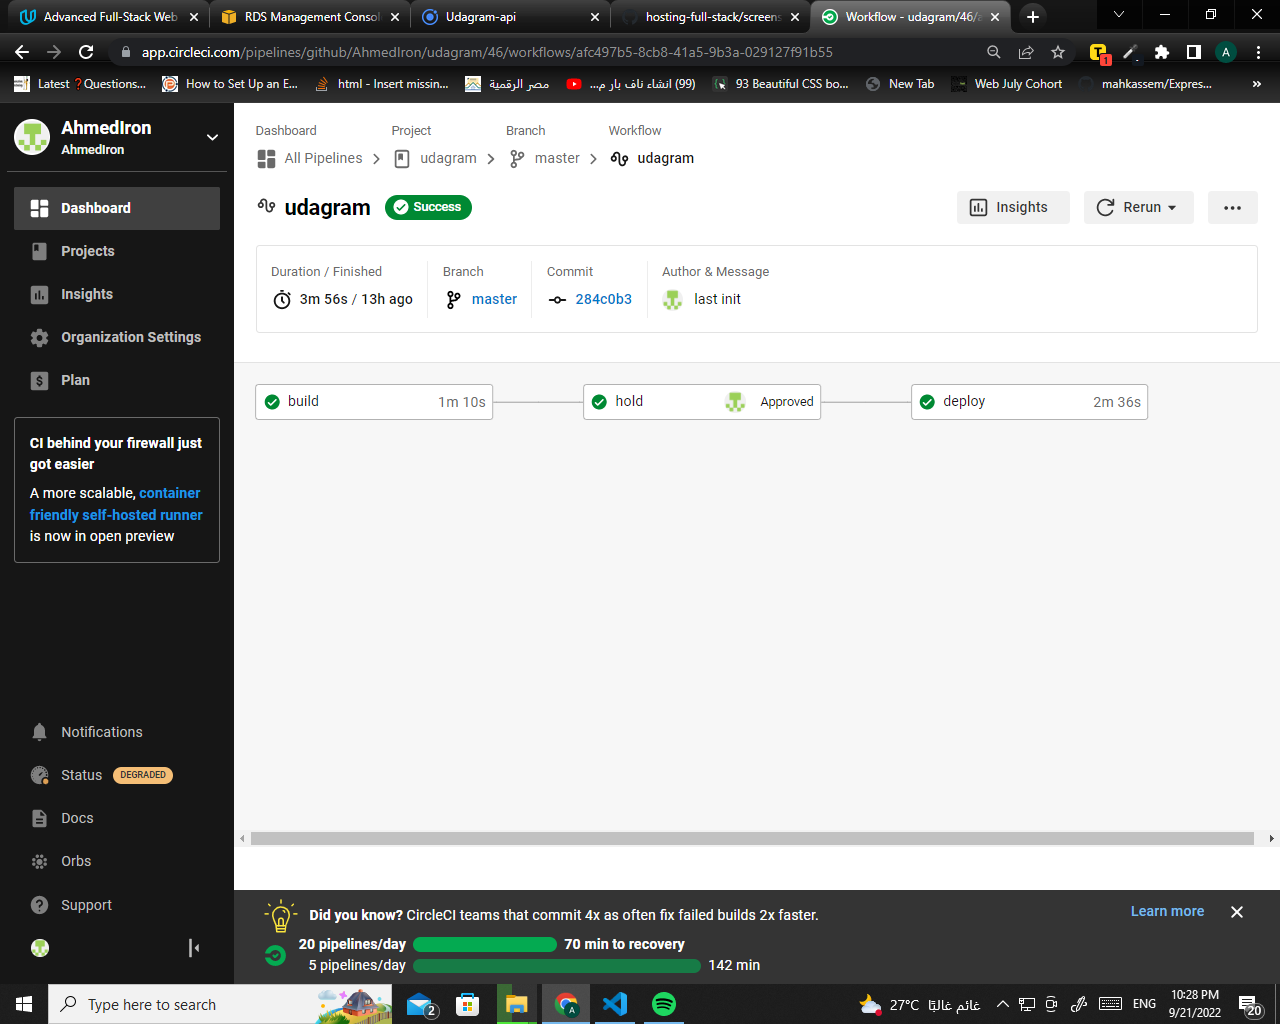 Advanced Full-Stack Web
RDS Management Consol
Udagram-api
hosting-full-stack/screens
Workflow - udagram/46/a
app.circleci.com/pipelines/github/AhmedIron/udagram/46/workflows/afc497b5-8cb8-41a5-9b3a-029127f91b55
T
1
A
Latest ❓Questions...
How to Set Up an E...
html - Insert missin...
مصر الرقمية
(99) انشاء ناف بار م...
93 Beautiful CSS bo...
New Tab
Web July Cohort
mahkassem/Expres...
»
AhmedIron
AhmedIron
Dashboard
Projects
Insights
Organization Settings
Plan
CI behind your firewall just
got easier
A more scalable, container
friendly self-hosted runner
is now in open preview
Notifications
Status DEGRADED
Docs
Orbs
Support
Dashboard Project Branch Workflow
All Pipelines udagram master udagram
udagram Success
Insights Rerun
Duration / Finished Branch Commit Author & Message
3m 56s / 13h ago master 284c0b3 last init
build 1m 10s hold Approved deploy 2m 36s
Did you know? CircleCI teams that commit 4x as often fix failed builds 2x faster.
Learn more
20 pipelines/day 70 min to recovery
5 pipelines/day 142 min
Type here to search
2
A
27°C غائم غالبًا
ENG
10:28 PM
9/21/2022
20